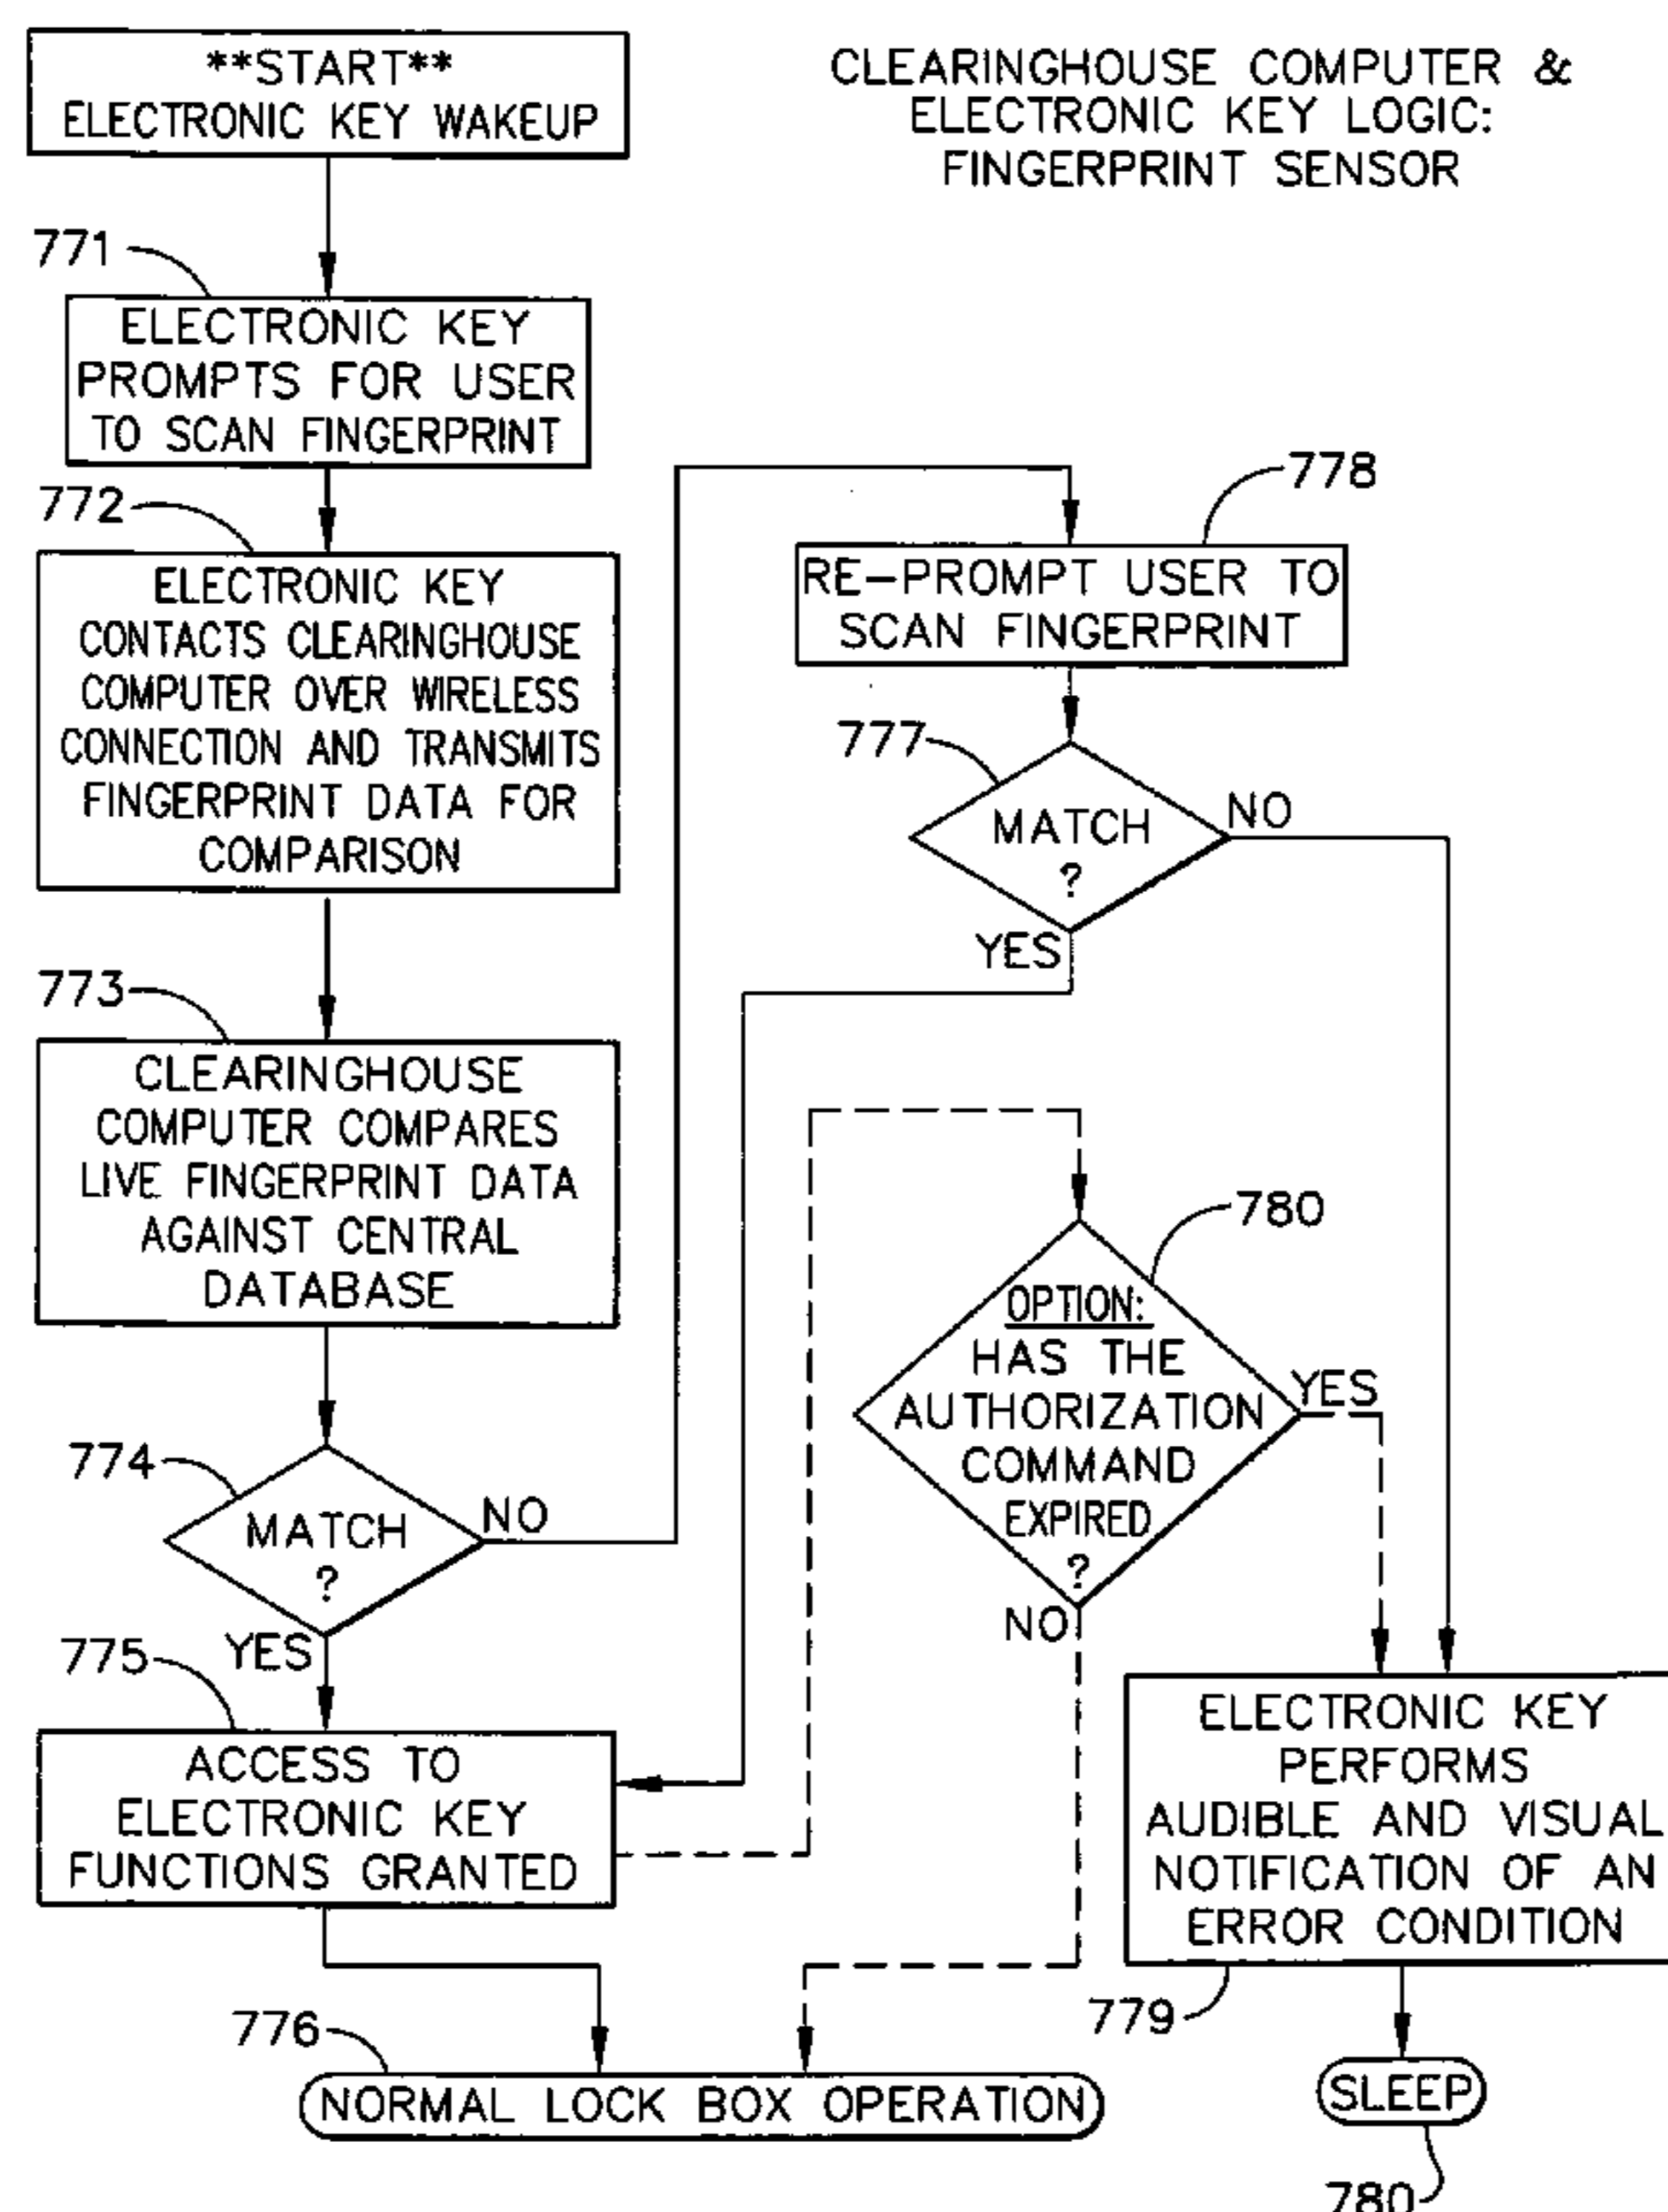 **START**
ELECTRONIC KEY WAKEUP
CLEARINGHOUSE COMPUTER &
ELECTRONIC KEY LOGIC:
FINGERPRINT SENSOR
771
ELECTRONIC KEY
PROMPTS FOR USER
TO SCAN FINGERPRINT
772
ELECTRONIC KEY
CONTACTS CLEARINGHOUSE
COMPUTER OVER WIRELESS
CONNECTION AND TRANSMITS
FINGERPRINT DATA FOR
COMPARISON
773
CLEARINGHOUSE
COMPUTER COMPARES
LIVE FINGERPRINT DATA
AGAINST CENTRAL
DATABASE
774
MATCH
?
NO
YES
775
ACCESS TO
ELECTRONIC KEY
FUNCTIONS GRANTED
776
NORMAL LOCK BOX OPERATION
778
RE-PROMPT USER TO
SCAN FINGERPRINT
777
MATCH
?
NO
YES
780
OPTION:
HAS THE
AUTHORIZATION
COMMAND
EXPIRED
?
YES
NO
ELECTRONIC KEY
PERFORMS
AUDIBLE AND VISUAL
NOTIFICATION OF AN
ERROR CONDITION
779
SLEEP
780